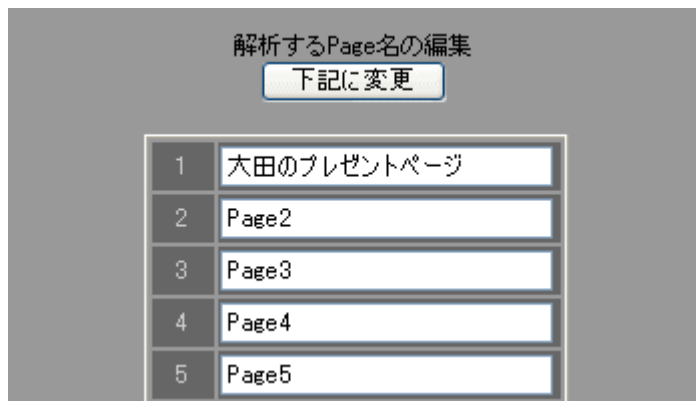 解析するPage名の編集
下記に変更
1 大田のプレゼントページ
2 Page2
3 Page3
4 Page4
5 Page5